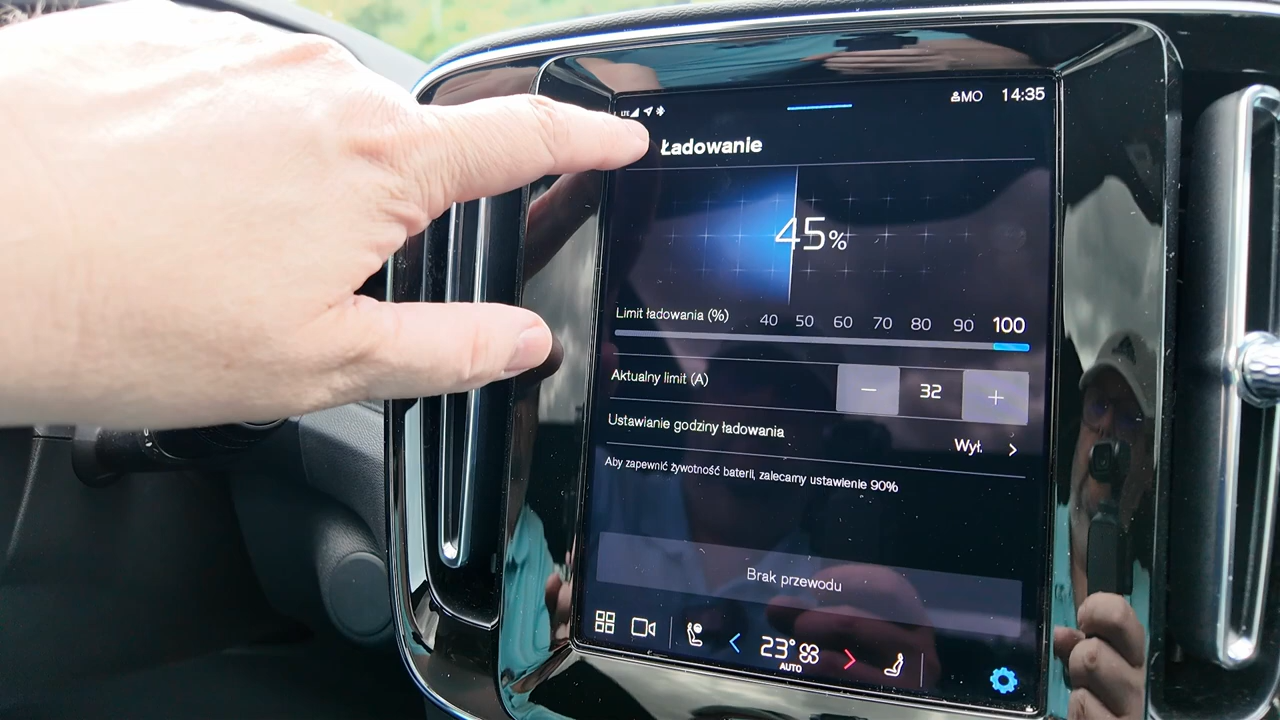 LTE
MO 14:35
Ładowanie
45%
Limit ładowania (%) 40 50 60 70 80 90 100
Aktualny limit (A) − 32 +
Ustawianie godziny ładowania Wył. >
Aby zapewnić żywotność baterii, zalecamy ustawienie 90%
Brak przewodu
23°
AUTO